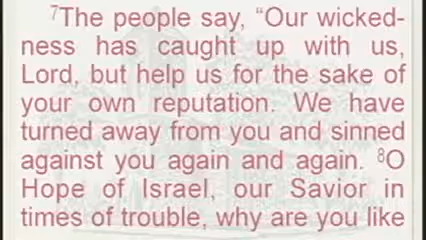 ⁷The people say, “Our wicked-
ness has caught up with us,
Lord, but help us for the sake of
your own reputation. We have
turned away from you and sinned
against you again and again. ⁸O
Hope of Israel, our Savior in
times of trouble, why are you like